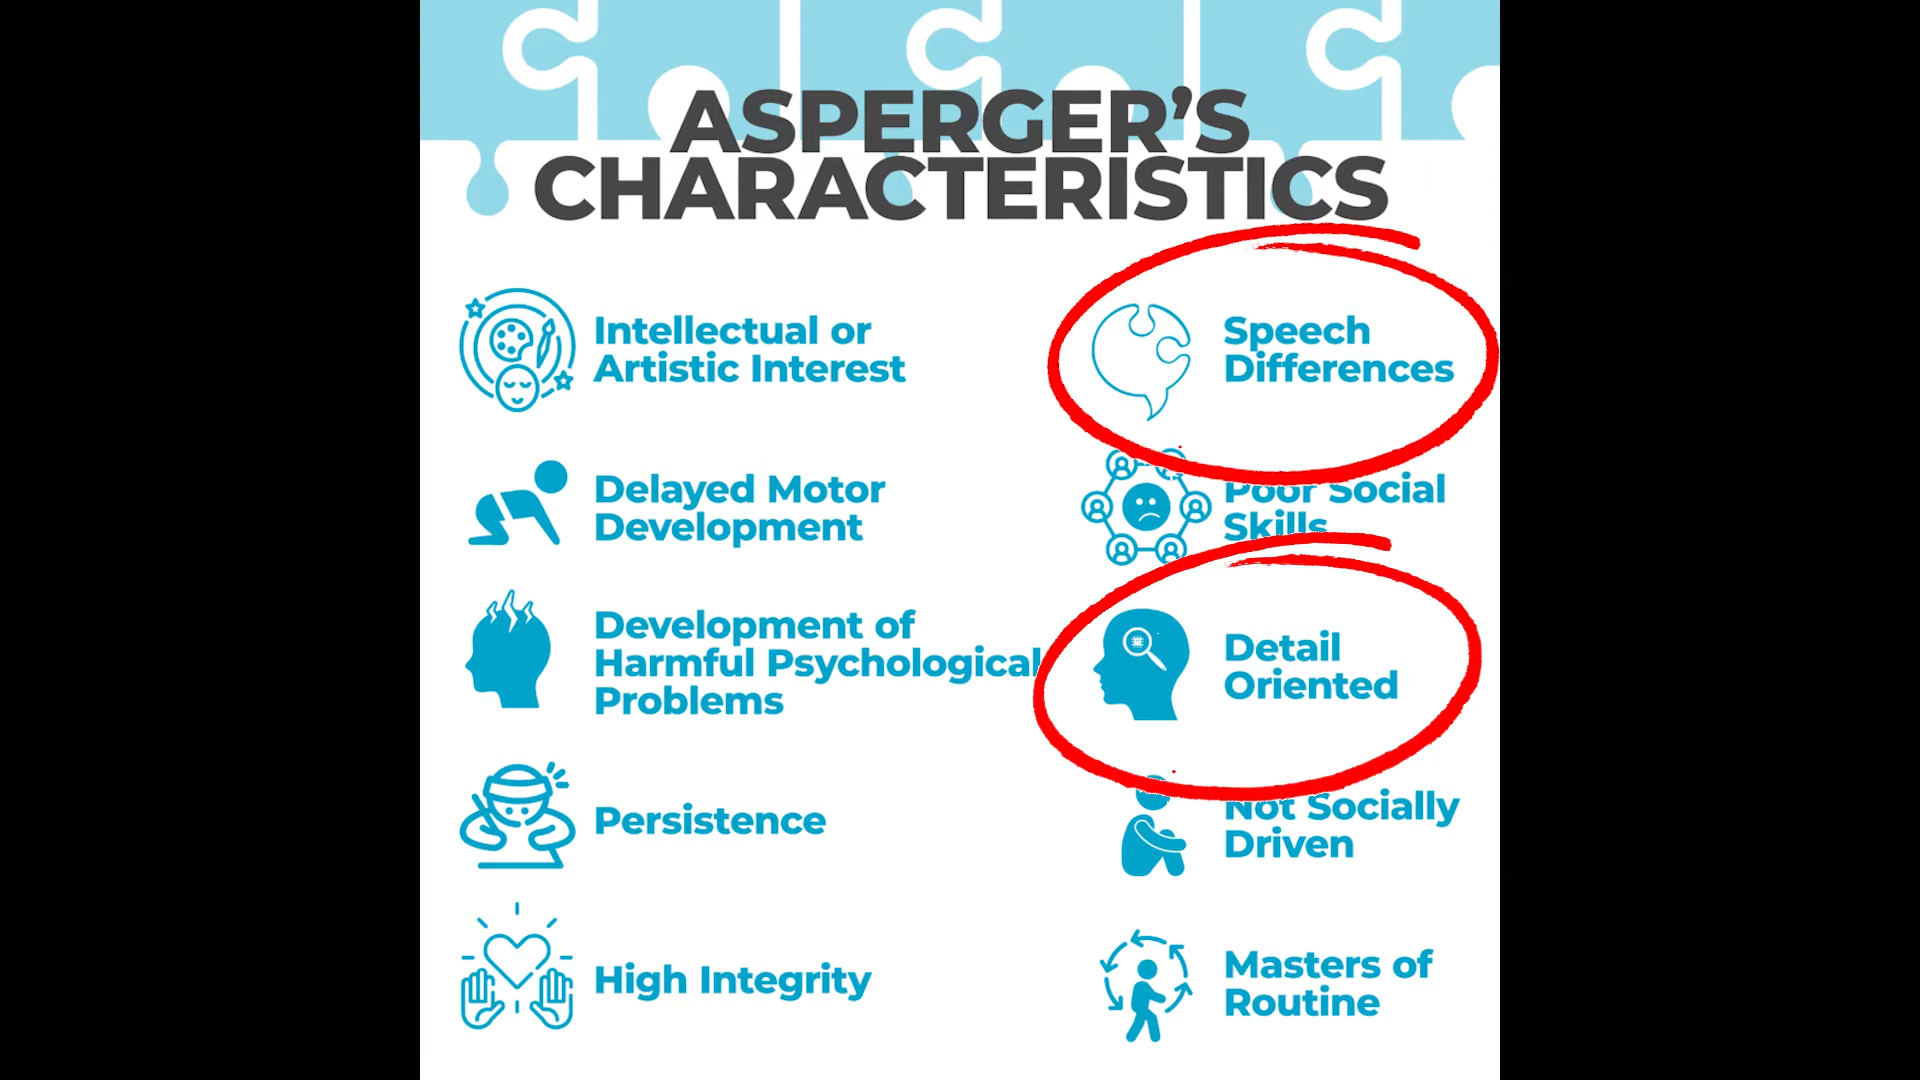 ASPERGER'S
CHARACTERISTICS
Intellectual or
Artistic Interest
Speech
Differences
Delayed Motor
Development
Poor Social
Skills
Development of
Harmful Psychological
Problems
Detail
Oriented
Persistence
Not Socially
Driven
High Integrity
Masters of
Routine